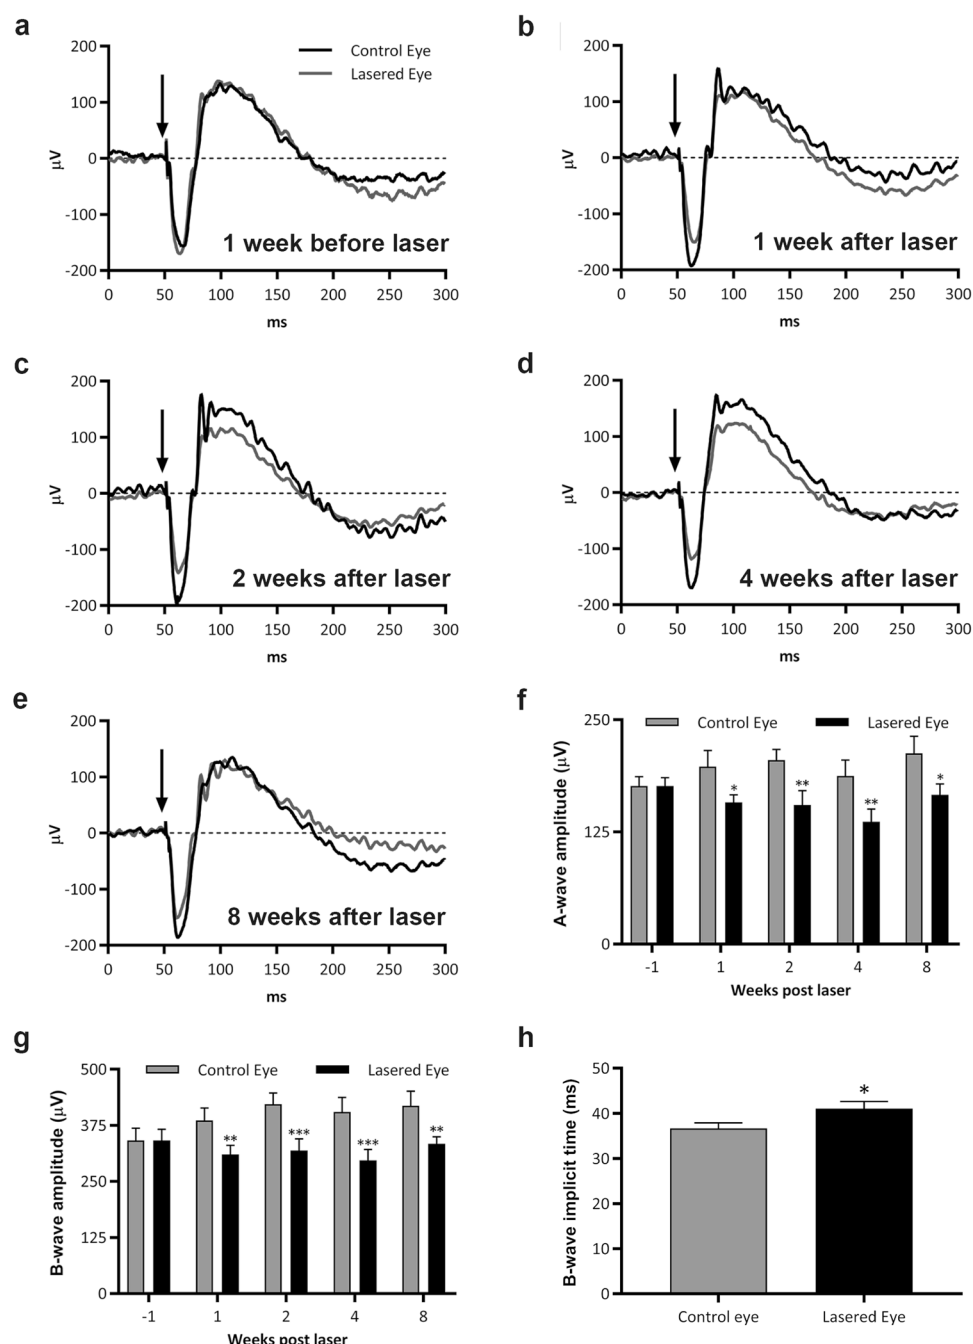 a
200
100
0
-100
-200
μV
Control Eye
Lasered Eye
1 week before laser
0 50 100 150 200 250 300
ms
b
200
100
0
-100
-200
μV
1 week after laser
0 50 100 150 200 250 300
ms
c
200
100
0
-100
-200
μV
2 weeks after laser
0 50 100 150 200 250 300
ms
d
200
100
0
-100
-200
μV
4 weeks after laser
0 50 100 150 200 250 300
ms
e
200
100
0
-100
-200
μV
8 weeks after laser
0 50 100 150 200 250 300
ms
f
Control Eye Lasered Eye
250
125
0
A-wave amplitude (μV)
* ** ** *
-1 1 2 4 8
Weeks post laser
g
Control Eye Lasered Eye
500
375
250
125
0
B-wave amplitude (μV)
** *** *** **
-1 1 2 4 8
Weeks post laser
h
50
40
30
20
10
0
B-wave implicit time (ms)
*
Control eye Lasered Eye